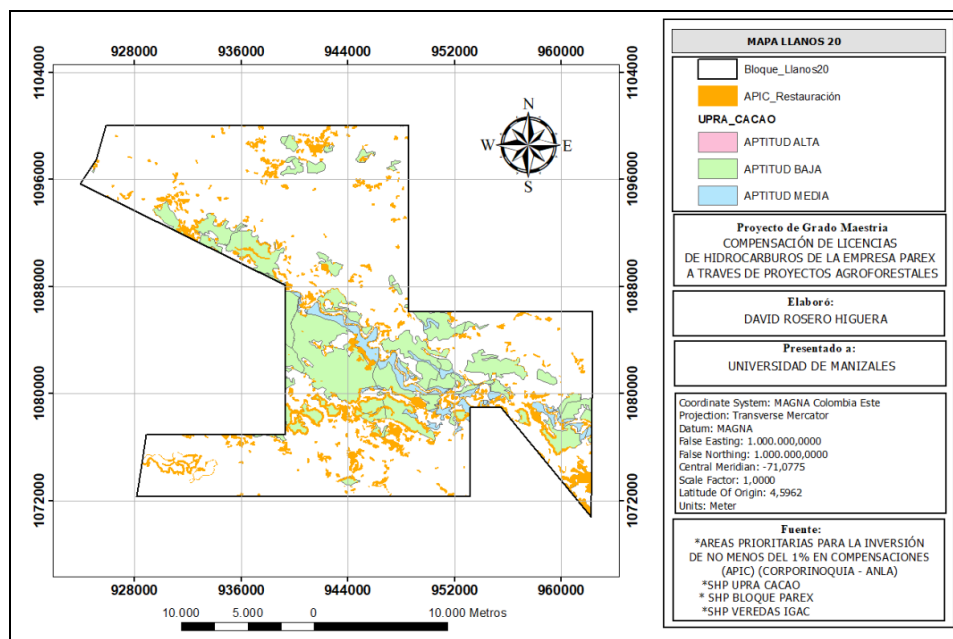 928000 936000 944000 952000 960000
1104000 1104000
1096000 1096000
1088000 1088000
1080000 1080000
1072000 1072000
N
W E
S
928000 936000 944000 952000 960000
10.000 5.000 0 10.000 Metros
MAPA LLANOS 20
Bloque_Llanos20
APIC_Restauración
UPRA_CACAO
APTITUD ALTA
APTITUD BAJA
APTITUD MEDIA
Proyecto de Grado Maestria
COMPENSACIÓN DE LICENCIAS
DE HIDROCARBUROS DE LA EMPRESA PAREX
A TRAVES DE PROYECTOS AGROFORESTALES
Elaboró:
DAVID ROSERO HIGUERA
Presentado a:
UNIVERSIDAD DE MANIZALES
Coordinate System: MAGNA Colombia Este
Projection: Transverse Mercator
Datum: MAGNA
False Easting: 1.000.000,0000
False Northing: 1.000.000,0000
Central Meridian: -71,0775
Scale Factor: 1,0000
Latitude Of Origin: 4,5962
Units: Meter
Fuente:
*AREAS PRIORITARIAS PARA LA INVERSIÓN
DE NO MENOS DEL 1% EN COMPENSACIONES
(APIC) (CORPORINOQUIA - ANLA)
*SHP UPRA CACAO
* SHP BLOQUE PAREX
*SHP VEREDAS IGAC